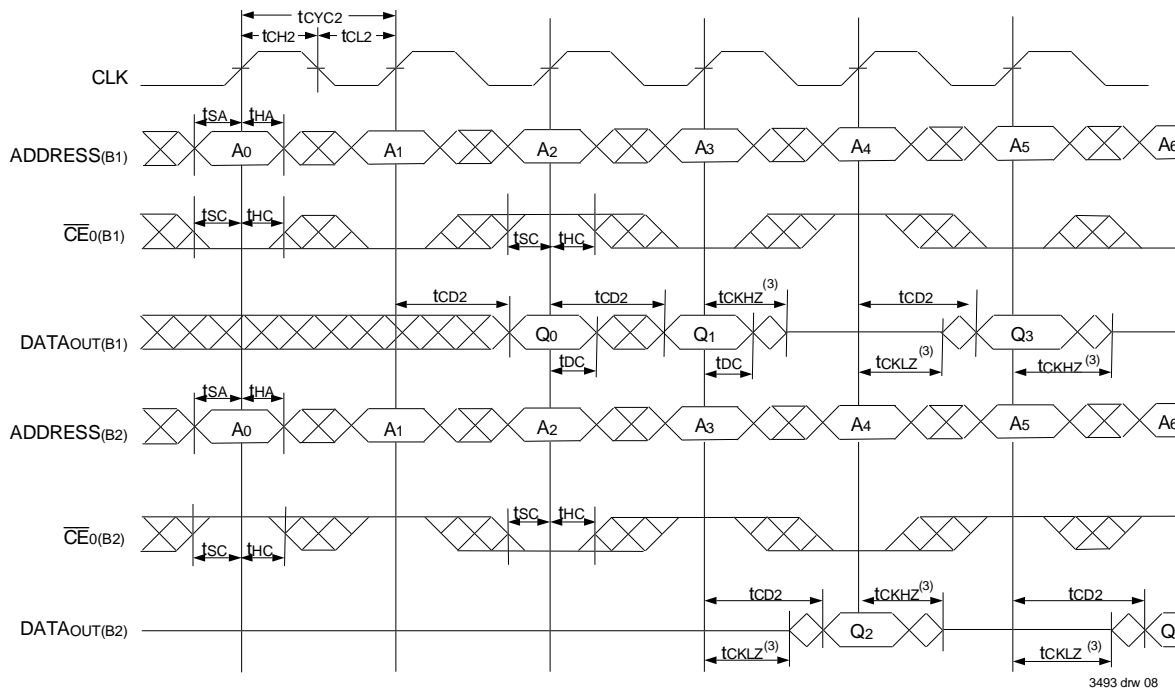 tCYC2
tCH2 tCL2
CLK
tSA tHA
ADDRESS(B1) A0 A1 A2 A3 A4 A5 A6
tSC tHC
CE0(B1)
tSC tHC
tCD2 tCD2 tCKHZ(3) tCD2
DATAOUT(B1) Q0 Q1 Q3
tDC tDC tCKLZ(3) tCKHZ(3)
tSA tHA
ADDRESS(B2) A0 A1 A2 A3 A4 A5 A6
tSC tHC
CE0(B2)
tSC tHC
tCD2 tCKHZ(3) tCD2
DATAOUT(B2) Q2 Q
tCKLZ(3) tCKLZ(3)
3493 drw 08